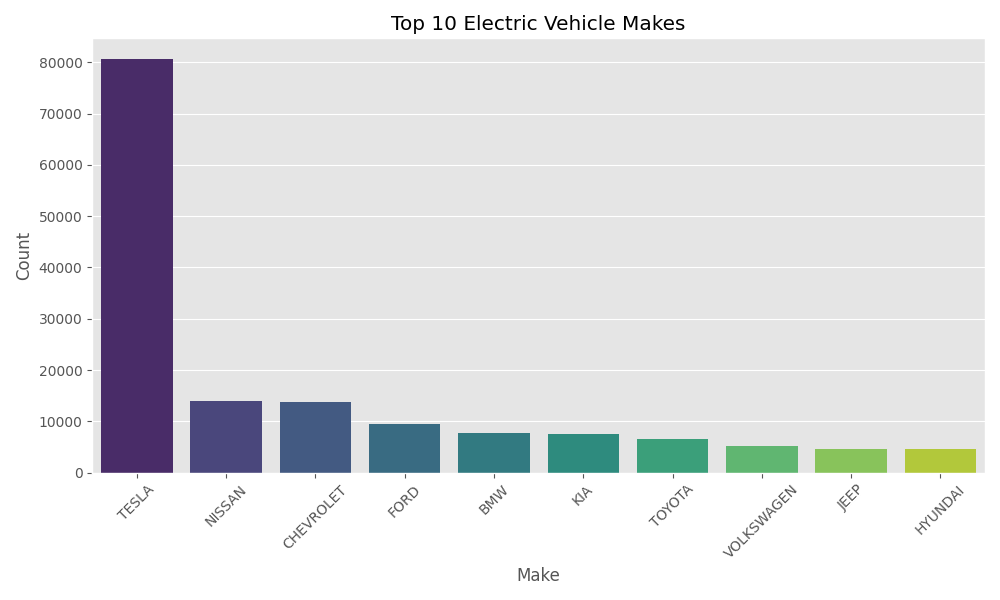 Top 10 Electric Vehicle Makes
80000
70000
60000
50000
40000
30000
20000
10000
0
Count
TESLA
NISSAN
CHEVROLET
FORD
BMW
KIA
TOYOTA
VOLKSWAGEN
JEEP
HYUNDAI
Make